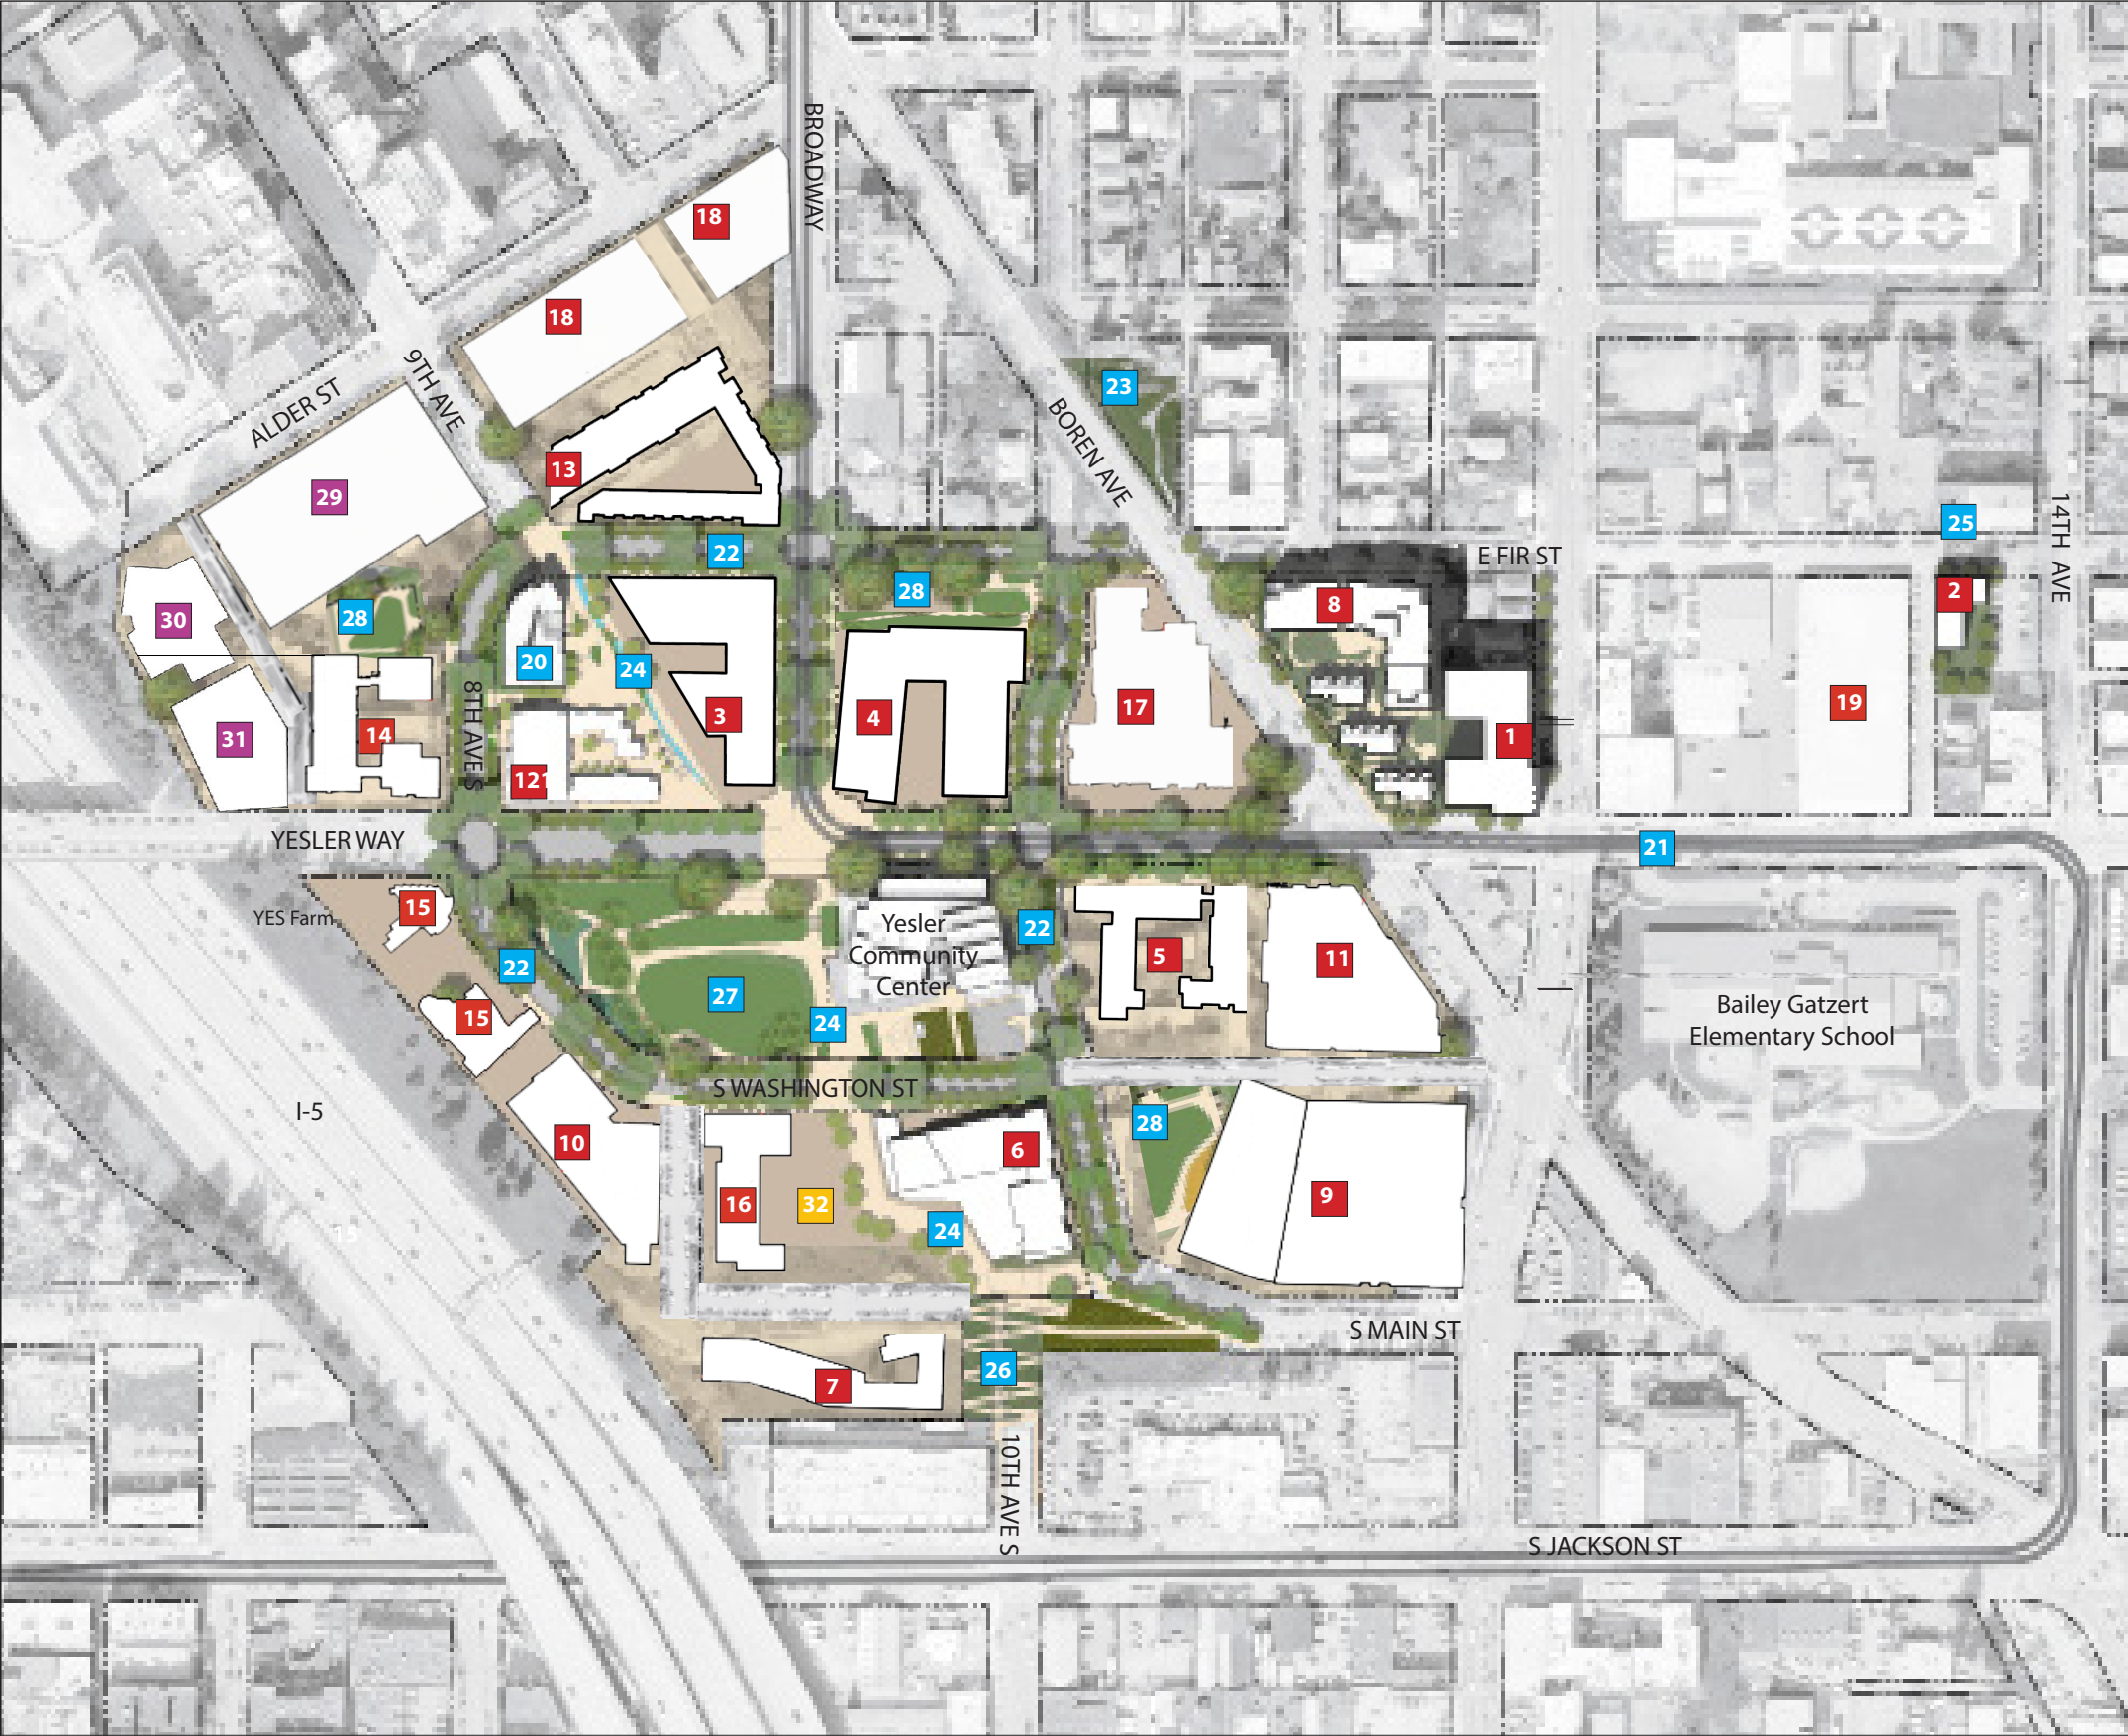 BROADWAY
18
18
23
9TH AVE
ALDER ST
BOREN AVE
13
29
14TH AVE
25
22
E FIR ST
28
2
8
30
28
20
24
19
17
3
4
31
14
1
8TH AVE S
121
YESLER WAY
21
15
YES Farm
Yesler
Community
Center
22
5
11
22
27
15
24
Bailey Gatzert
Elementary School
S WASHINGTON ST
I-5
28
10
6
9
16
32
24
15
S MAIN ST
26
7
10TH AVE S
S JACKSON ST